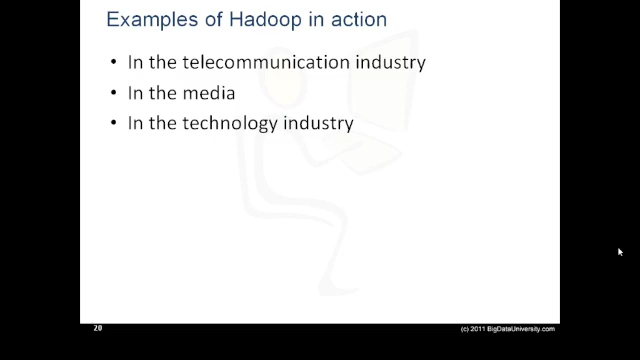 Examples of Hadoop in action
• In the telecommunication industry
• In the media
• In the technology industry
20
(c) 2011 BigDataUniversity.com